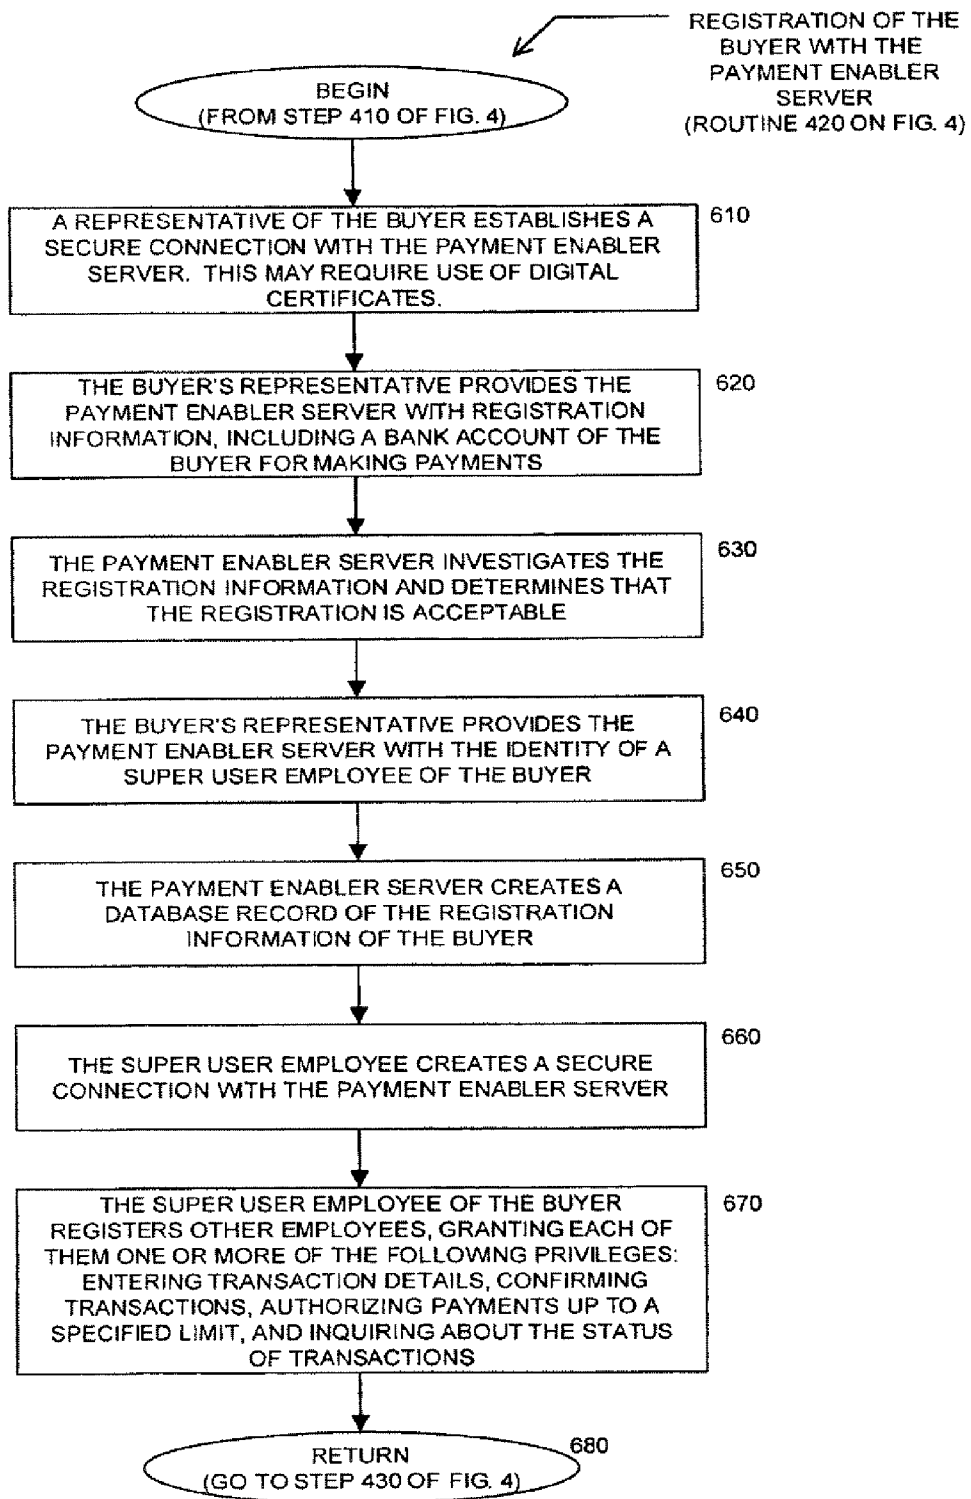 REGISTRATION OF THE
BUYER WITH THE
PAYMENT ENABLER
SERVER
(ROUTINE 420 ON FIG. 4)
BEGIN
(FROM STEP 410 OF FIG. 4)
610
A REPRESENTATIVE OF THE BUYER ESTABLISHES A
SECURE CONNECTION WITH THE PAYMENT ENABLER
SERVER. THIS MAY REQUIRE USE OF DIGITAL
CERTIFICATES.
620
THE BUYER'S REPRESENTATIVE PROVIDES THE
PAYMENT ENABLER SERVER WITH REGISTRATION
INFORMATION, INCLUDING A BANK ACCOUNT OF THE
BUYER FOR MAKING PAYMENTS
630
THE PAYMENT ENABLER SERVER INVESTIGATES THE
REGISTRATION INFORMATION AND DETERMINES THAT
THE REGISTRATION IS ACCEPTABLE
640
THE BUYER'S REPRESENTATIVE PROVIDES THE
PAYMENT ENABLER SERVER WITH THE IDENTITY OF A
SUPER USER EMPLOYEE OF THE BUYER
650
THE PAYMENT ENABLER SERVER CREATES A
DATABASE RECORD OF THE REGISTRATION
INFORMATION OF THE BUYER
660
THE SUPER USER EMPLOYEE CREATES A SECURE
CONNECTION WITH THE PAYMENT ENABLER SERVER
670
THE SUPER USER EMPLOYEE OF THE BUYER
REGISTERS OTHER EMPLOYEES, GRANTING EACH OF
THEM ONE OR MORE OF THE FOLLOWING PRIVILEGES:
ENTERING TRANSACTION DETAILS, CONFIRMING
TRANSACTIONS, AUTHORIZING PAYMENTS UP TO A
SPECIFIED LIMIT, AND INQUIRING ABOUT THE STATUS
OF TRANSACTIONS
680
RETURN
(GO TO STEP 430 OF FIG. 4)